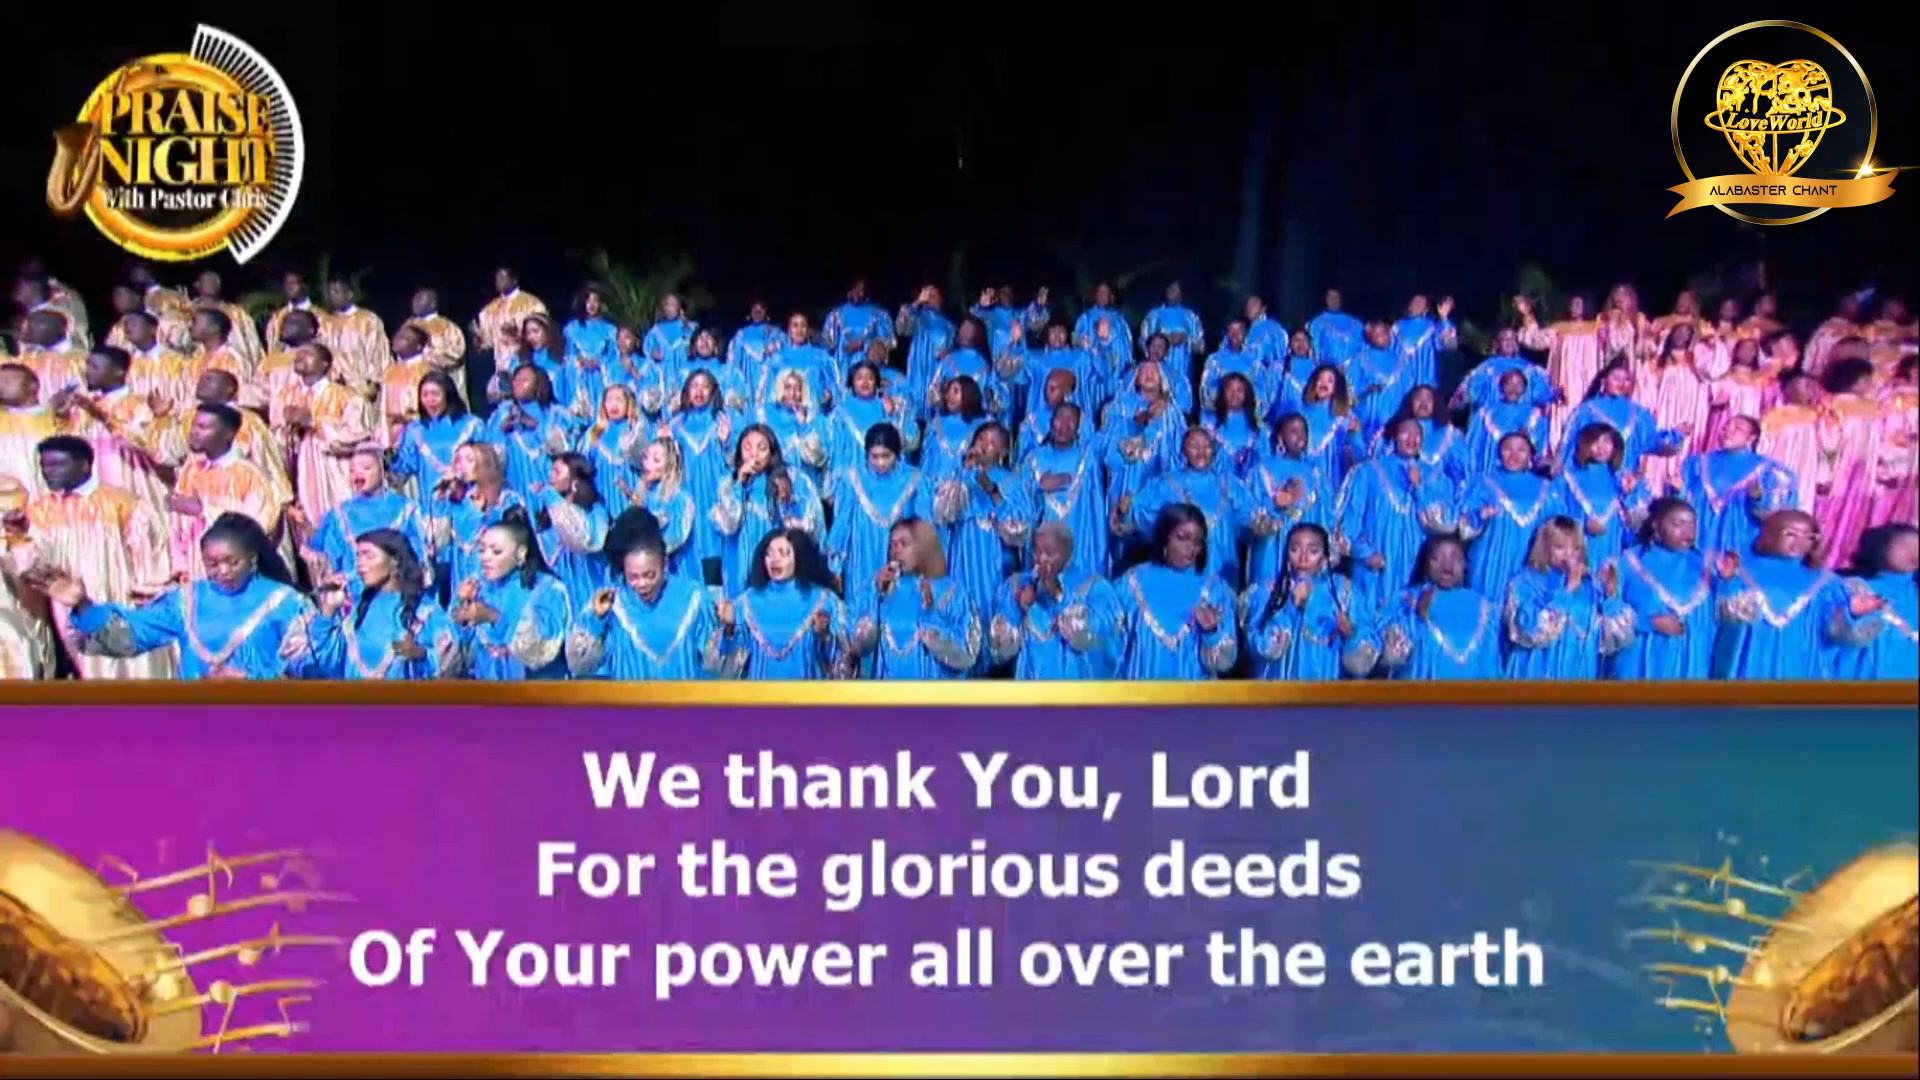 PRAISE
NIGHT
With Pastor Chris
LoveWorld
ALABASTER CHANT
We thank You, Lord
For the glorious deeds
Of Your power all over the earth